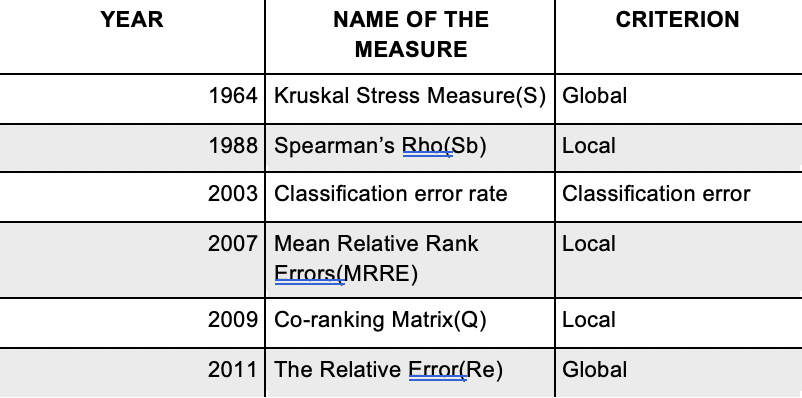 YEAR NAME OF THE MEASURE CRITERION
1964 Kruskal Stress Measure(S) Global
1988 Spearman’s Rho(Sb) Local
2003 Classification error rate Classification error
2007 Mean Relative Rank Local
Errors(MRRE)
2009 Co-ranking Matrix(Q) Local
2011 The Relative Error(Re) Global